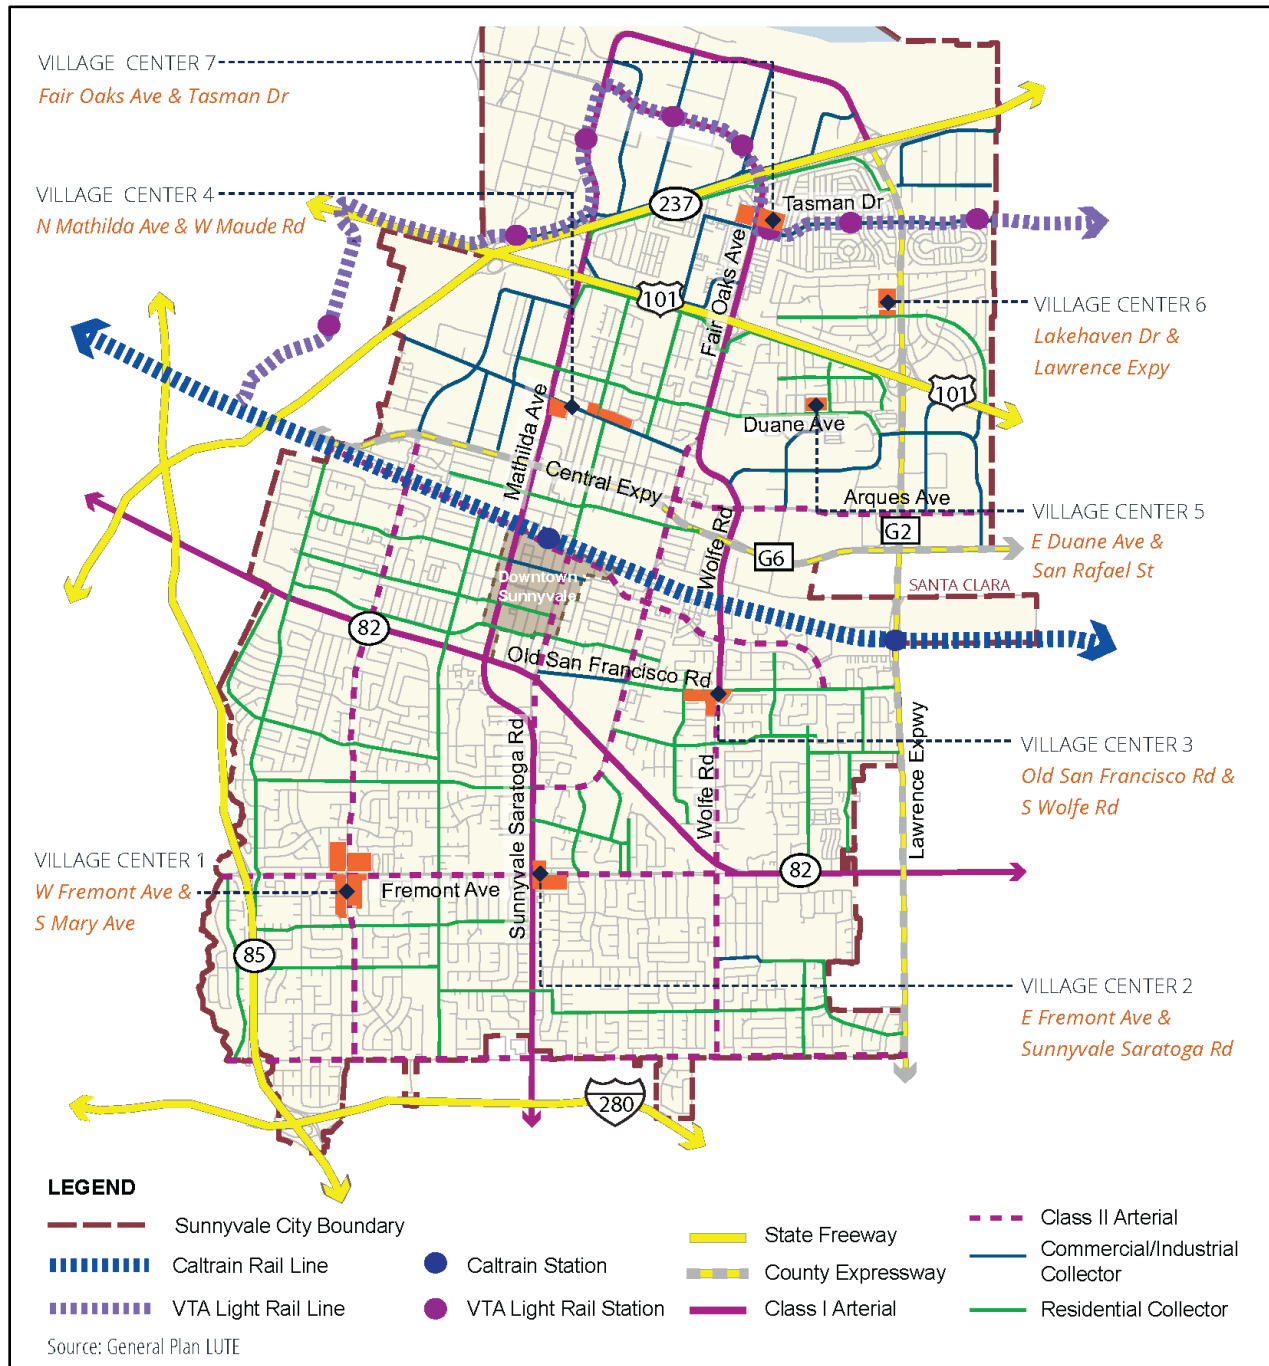 VILLAGE CENTER 7
Fair Oaks Ave & Tasman Dr
VILLAGE CENTER 4
N Mathilda Ave & W Maude Rd
237
Tasman Dr
101
Fair Oaks Ave
VILLAGE CENTER 6
Lakehaven Dr &
Lawrence Expy
101
Mathilda Ave
Duane Ave
Central Expy
Arques Ave
Wolfe Rd
G2
G6
VILLAGE CENTER 5
E Duane Ave &
San Rafael St
Downtown
Sunnyvale
SANTA CLARA
82
Old San Francisco Rd
Sunnyvale Saratoga Rd
Wolfe Rd
Lawrence Expwy
VILLAGE CENTER 3
Old San Francisco Rd &
S Wolfe Rd
VILLAGE CENTER 1
W Fremont Ave &
S Mary Ave
Fremont Ave
82
85
VILLAGE CENTER 2
E Fremont Ave &
Sunnyvale Saratoga Rd
280
LEGEND
Sunnyvale City Boundary
Caltrain Rail Line
VTA Light Rail Line
Caltrain Station
VTA Light Rail Station
State Freeway
County Expressway
Class I Arterial
Class II Arterial
Commercial/Industrial
Collector
Residential Collector
Source: General Plan LUTE